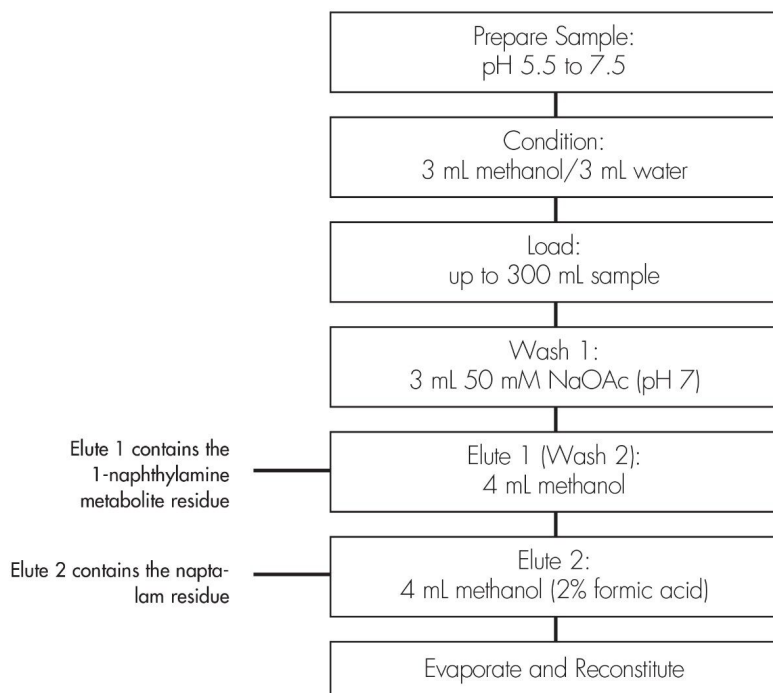 Prepare Sample:
pH 5.5 to 7.5
Condition:
3 mL methanol/3 mL water
Load:
up to 300 mL sample
Wash 1:
3 mL 50 mM NaOAc (pH 7)
Elute 1 contains the
1-naphthylamine
metabolite residue
Elute 1 (Wash 2):
4 mL methanol
Elute 2 contains the napta-
lam residue
Elute 2:
4 mL methanol (2% formic acid)
Evaporate and Reconstitute